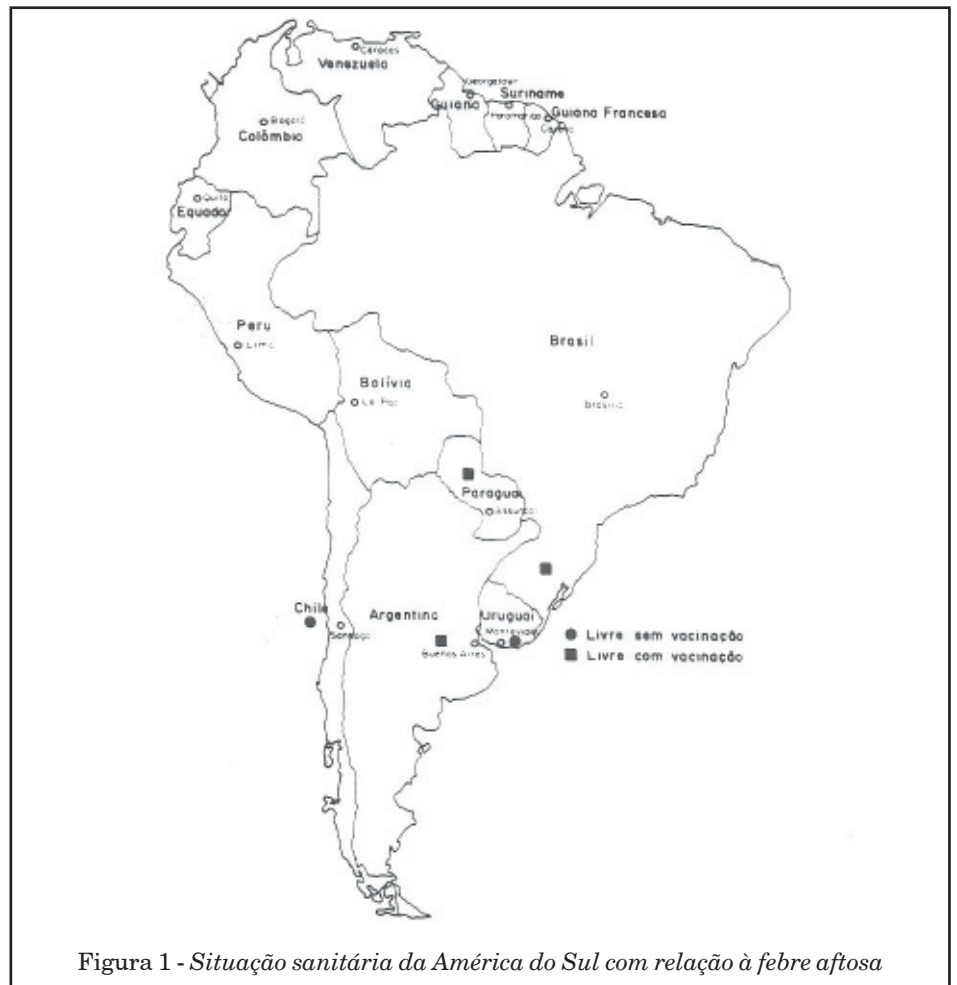 Caracas
Venezuela
Georgetown
Suriname
Guiana
Paramaribo
Guiana Francesa
Bogotá
Colômbia
Quito
Equado
Peru
Lima
Brasil
Bolívia
La Paz
Brasília
Paraguai
Assunção
Chile
Santiago
Argentina
Uruguai
Montevidéu
Buenos Aires
Livre sem vacinação
Livre com vacinação
Figura 1 - Situação sanitária da América do Sul com relação à febre aftosa